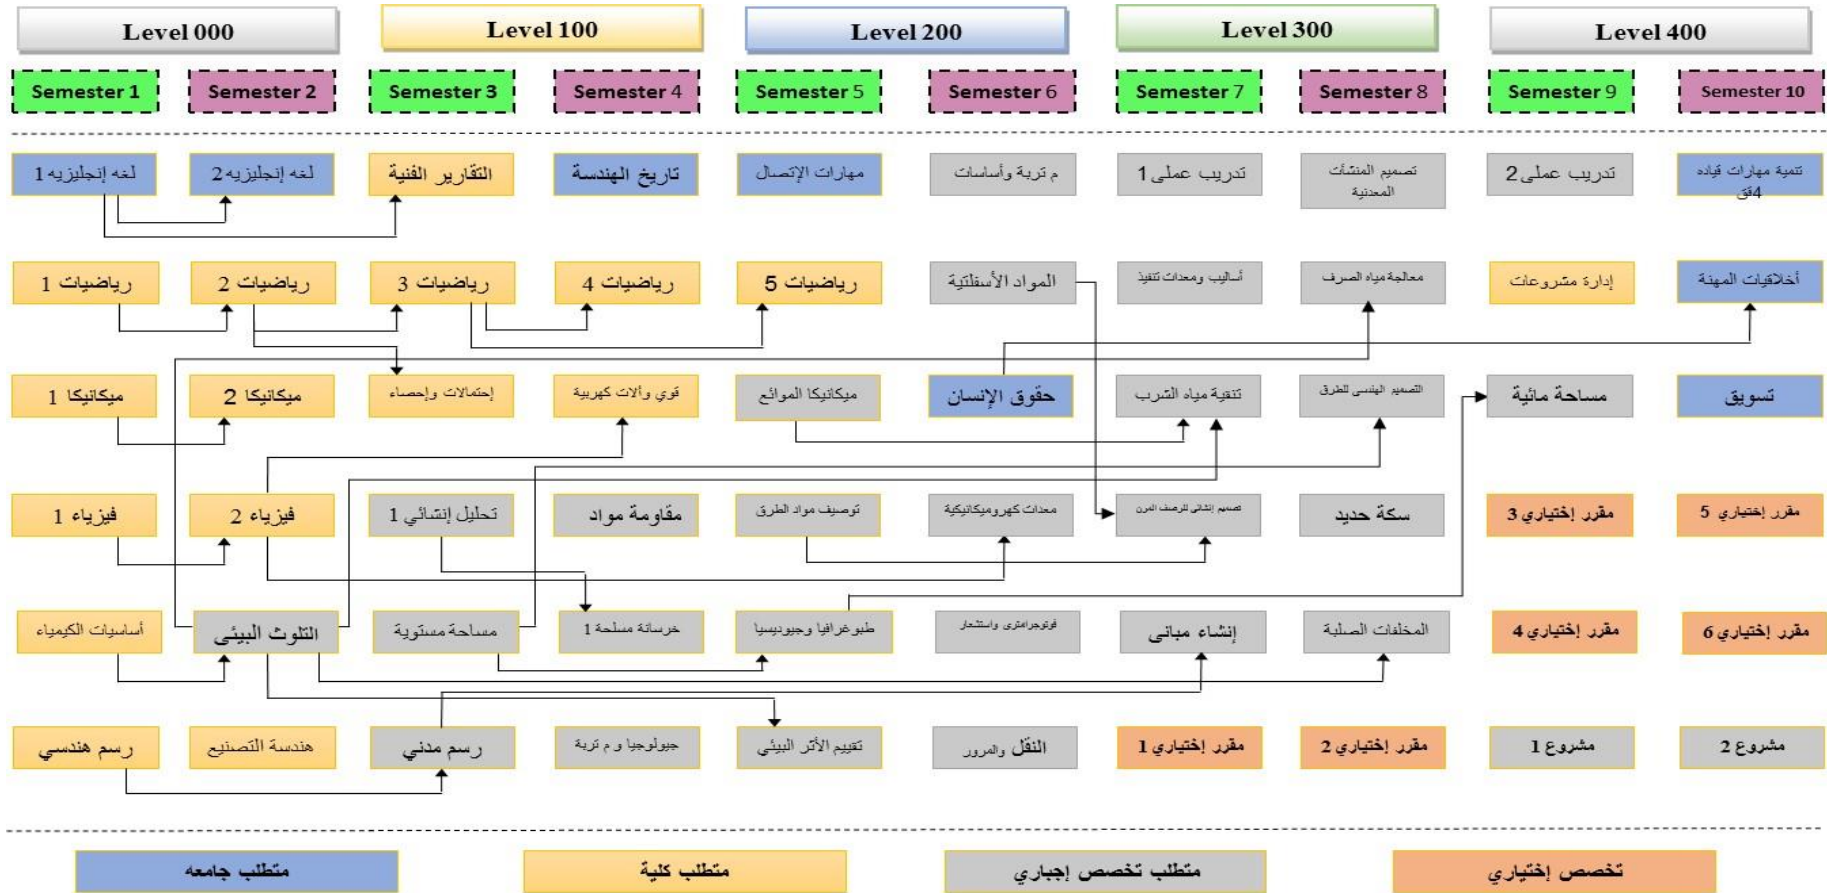 Level 000
Level 100
Level 200
Level 300
Level 400
Semester 1
Semester 2
Semester 3
Semester 4
Semester 5
Semester 6
Semester 7
Semester 8
Semester 9
Semester 10
لغه إنجليزيه 1
لغه إنجليزيه 2
التقارير الفنية
تاريخ الهندسة
مهارات الإتصال
م تربة وأساسات
تدريب عملى 1
تصميم المنشآت
المعدنية
تدريب عملى 2
تنمية مهارات قياده
4قق
رياضيات 1
رياضيات 2
رياضيات 3
رياضيات 4
رياضيات 5
المواد الأسفلتية
أساليب ومعدات تنفيذ
معالجة مياه الصرف
إدارة مشروعات
أخلاقيات المهنة
ميكانيكا 1
ميكانيكا 2
إحتمالات وإحصاء
قوي وألات كهربية
ميكانيكا الموائع
حقوق الإنسان
تنقية مياه الشرب
التصميم الهندسى للطرق
مساحة مائية
تسويق
فيزياء 1
فيزياء 2
تحليل إنشائي 1
مقاومة مواد
توصيف مواد الطرق
معدات كهروميكانيكية
تصميم إنشائى للرصف المرن
سكة حديد
مقرر إختياري 3
مقرر إختياري 5
أساسيات الكيمياء
التلوث البيئى
مساحة مستوية
خرسانة مسلحة 1
طبوغرافيا وجيوديسيا
فوتوجرامترى واستشعار
إنشاء مبانى
المخلفات الصلبة
مقرر إختياري 4
مقرر إختياري 6
رسم هندسي
هندسة التصنيع
رسم مدني
جيولوجيا و م تربة
تقييم الأثر البيئي
النقل والمرور
مقرر إختياري 1
مقرر إختياري 2
مشروع 1
مشروع 2
متطلب جامعه
متطلب كلية
متطلب تخصص إجباري
تخصص إختياري